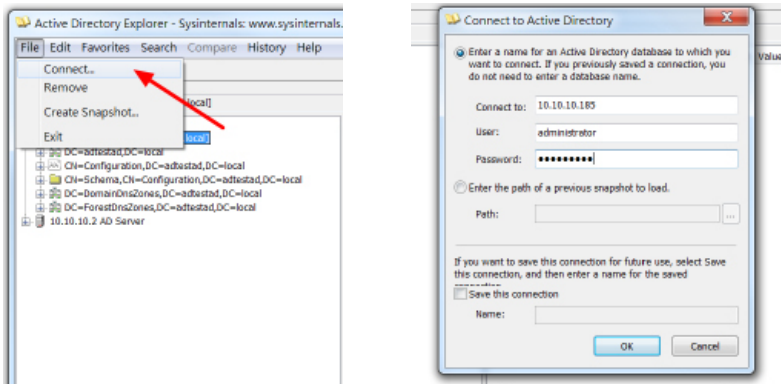 Active Directory Explorer - Sysinternals: www.sysinternals.
File Edit Favorites Search Compare History Help
Connect...
Remove
Create Snapshot...
Exit
local]
local]
DC=adtestad,DC=local
CN=Configuration,DC=adtestad,DC=local
CN=Schema,CN=Configuration,DC=adtestad,DC=local
DC=DomainDnsZones,DC=adtestad,DC=local
DC=ForestDnsZones,DC=adtestad,DC=local
10.10.10.2 AD Server
Connect to Active Directory
Enter a name for an Active Directory database to which you
want to connect. If you previously saved a connection, you
do not need to enter a database name.
Connect to: 10.10.10.185
User: administrator
Password: •••••••••
Enter the path of a previous snapshot to load.
Path:
...
If you want to save this connection for future use, select Save
this connection, and then enter a name for the saved
Save this connection
Name:
OK Cancel
Value